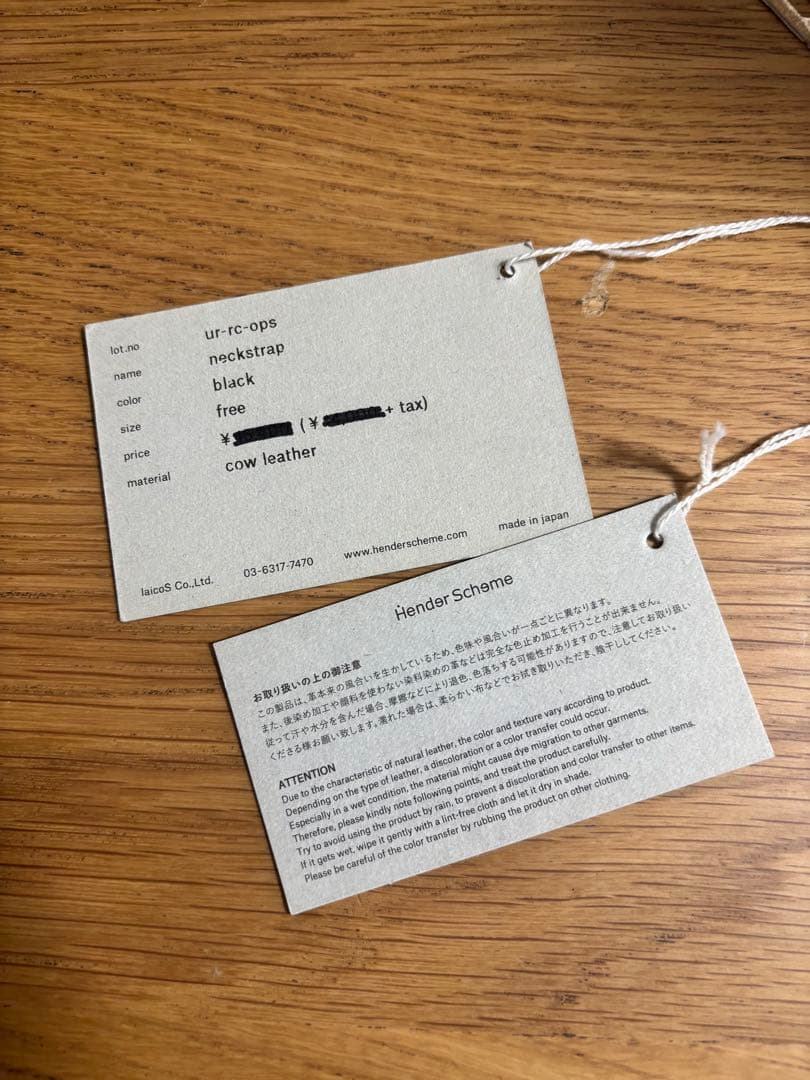 lot.no ur-rc-ops
name neckstrap
color black
size free
price ¥ (¥ + tax)
material cow leather
laicoS Co.,Ltd. 03-6317-7470 www.henderscheme.com made in japan
Hender Scheme
お取り扱いの上の御注意
この製品は、革本来の風合いを生かしているため、色味や風合いが一点ごとに異なります。
また、後染め加工や顔料を使わない染料染めの革などは完全な色止め加工を行うことが出来ません。
従って汗や水分を含んだ場合、摩擦などにより退色、色落ちする可能性がありますので、注意してお取り扱い
くださる様お願い致します。濡れた場合は、柔らかい布などでお拭き取りいただき、陰干ししてください。
ATTENTION
Due to the characteristic of natural leather, the color and texture vary according to product.
Depending on the type of leather, a discoloration or a color transfer could occur.
Especially in a wet condition, the material might cause dye migration to other garments.
Therefore, please kindly note following points, and treat the product carefully.
Try to avoid using the product by rain, to prevent a discoloration and color transfer to other items.
If it gets wet, wipe it gently with a lint-free cloth and let it dry in shade.
Please be careful of the color transfer by rubbing the product on other clothing.